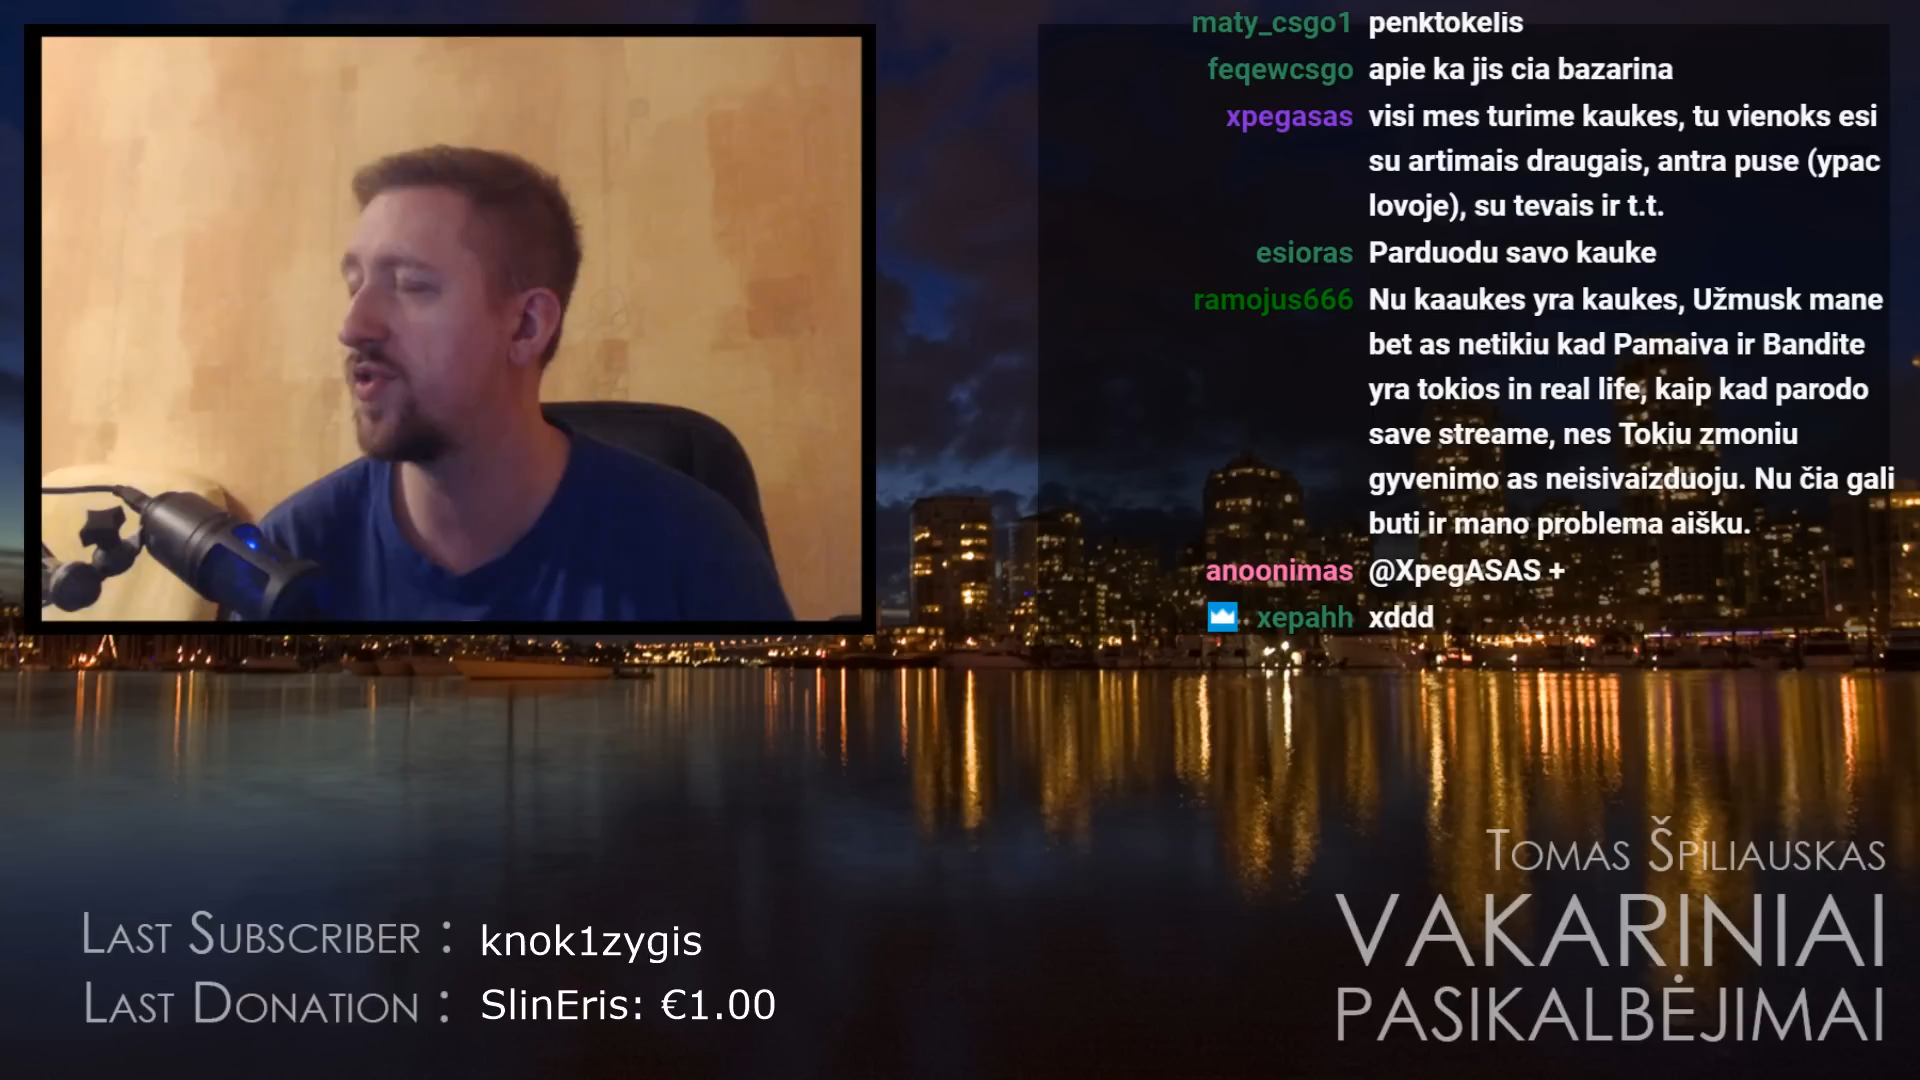 maty_csgo1 penktokelis
feqewcsgo apie ka jis cia bazarina
xpegasas visi mes turime kaukes, tu vienoks esi
su artimais draugais, antra puse (ypac
lovoje), su tevais ir t.t.
esioras Parduodu savo kauke
ramojus666 Nu kaaukes yra kaukes, Užmusk mane
bet as netikiu kad Pamaiva ir Bandite
yra tokios in real life, kaip kad parodo
save streame, nes Tokiu zmoniu
gyvenimo as neisivaizduoju. Nu čia gali
buti ir mano problema aišku.
anoonimas @XpegASAS +
xepahh xddd
Tomas Špiliauskas
VAKARINIAI
PASIKALBĖJIMAI
Last Subscriber : knok1zygis
Last Donation : SlinEris: €1.00